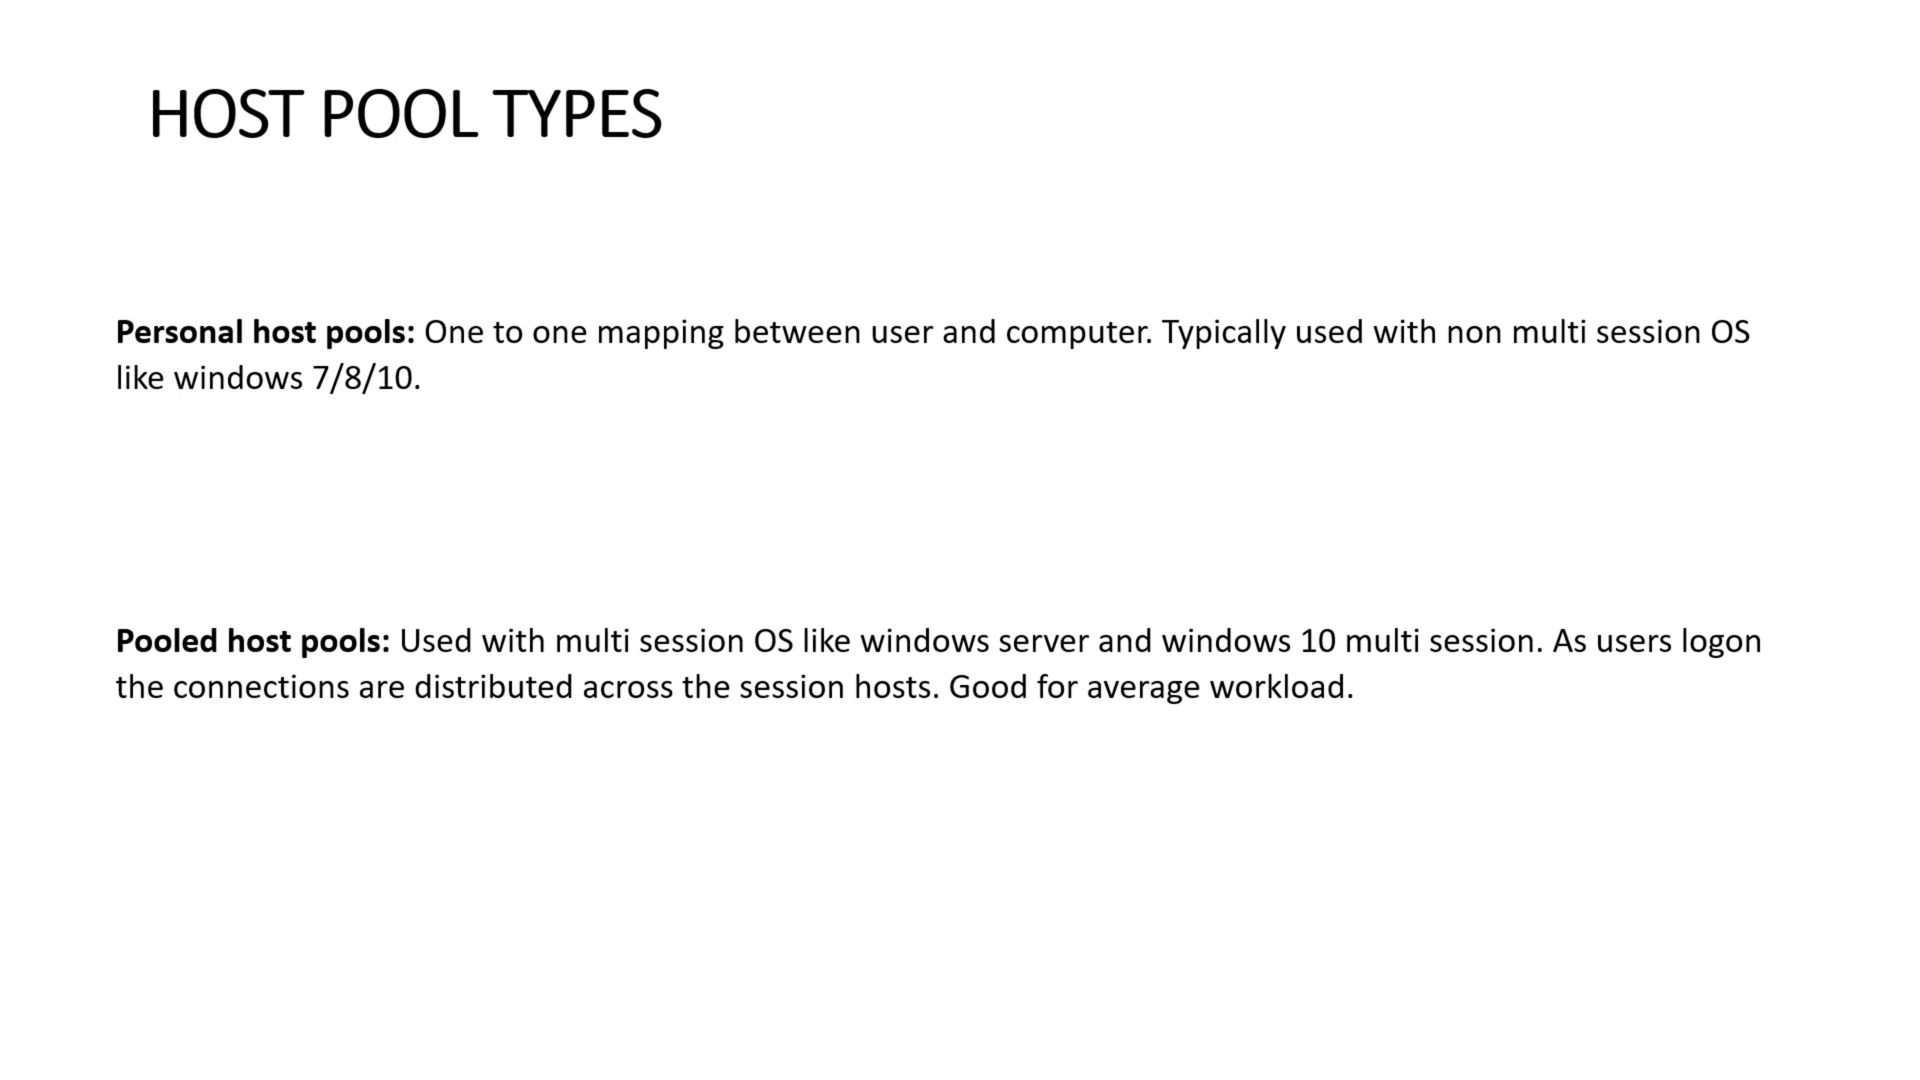 HOST POOL TYPES
Personal host pools: One to one mapping between user and computer. Typically used with non multi session OS
like windows 7/8/10.
Pooled host pools: Used with multi session OS like windows server and windows 10 multi session. As users logon
the connections are distributed across the session hosts. Good for average workload.